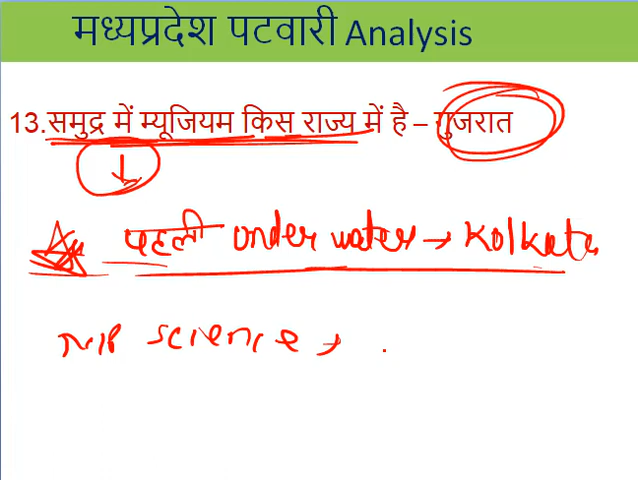 मध्यप्रदेश पटवारी Analysis
13.समुद्र में म्यूजियम किस राज्य में है – गुजरात
पहली under water → Kolkata
science →